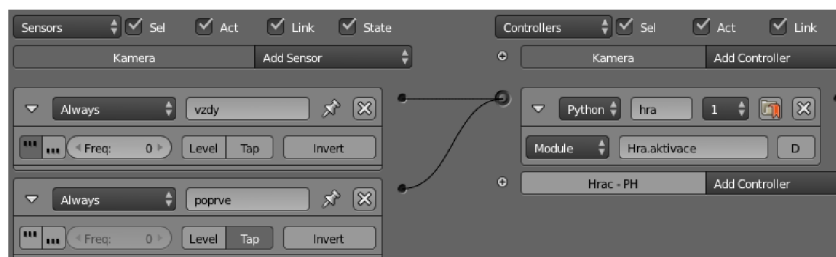 Sensors Sel Act Link State Controllers Sel Act Link
Kamera Add Sensor Kamera Add Controller
Always vzdy Python hra 1
Freq: 0 Level Tap Invert Module Hra.aktivace D
Hrac - PH Add Controller
Always poprve
Freq: 0 Level Tap Invert